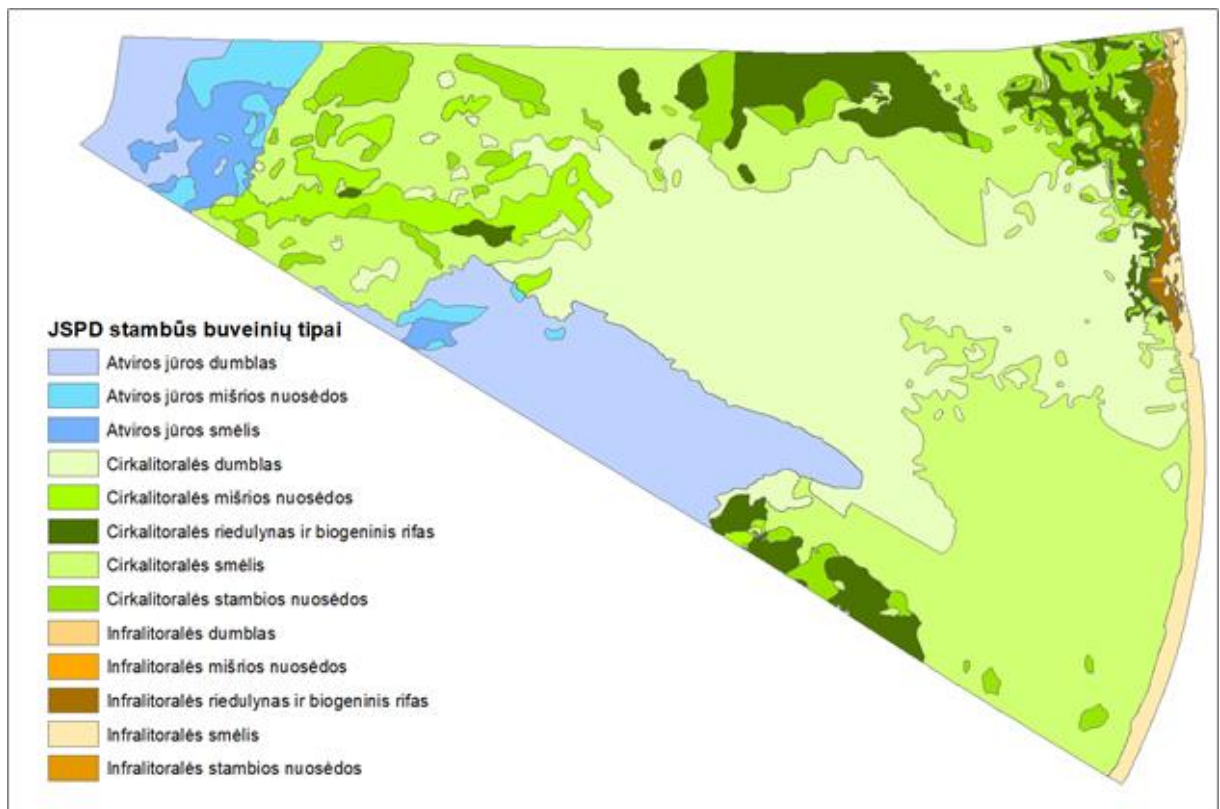 JSPD stambūs buveinių tipai
Atviros jūros dumblas
Atviros jūros mišrios nuosėdos
Atviros jūros smėlis
Cirkalitoralės dumblas
Cirkalitoralės mišrios nuosėdos
Cirkalitoralės riedulynas ir biogeninis rifas
Cirkalitoralės smėlis
Cirkalitoralės stambios nuosėdos
Infralitoralės dumblas
Infralitoralės mišrios nuosėdos
Infralitoralės riedulynas ir biogeninis rifas
Infralitoralės smėlis
Infralitoralės stambios nuosėdos